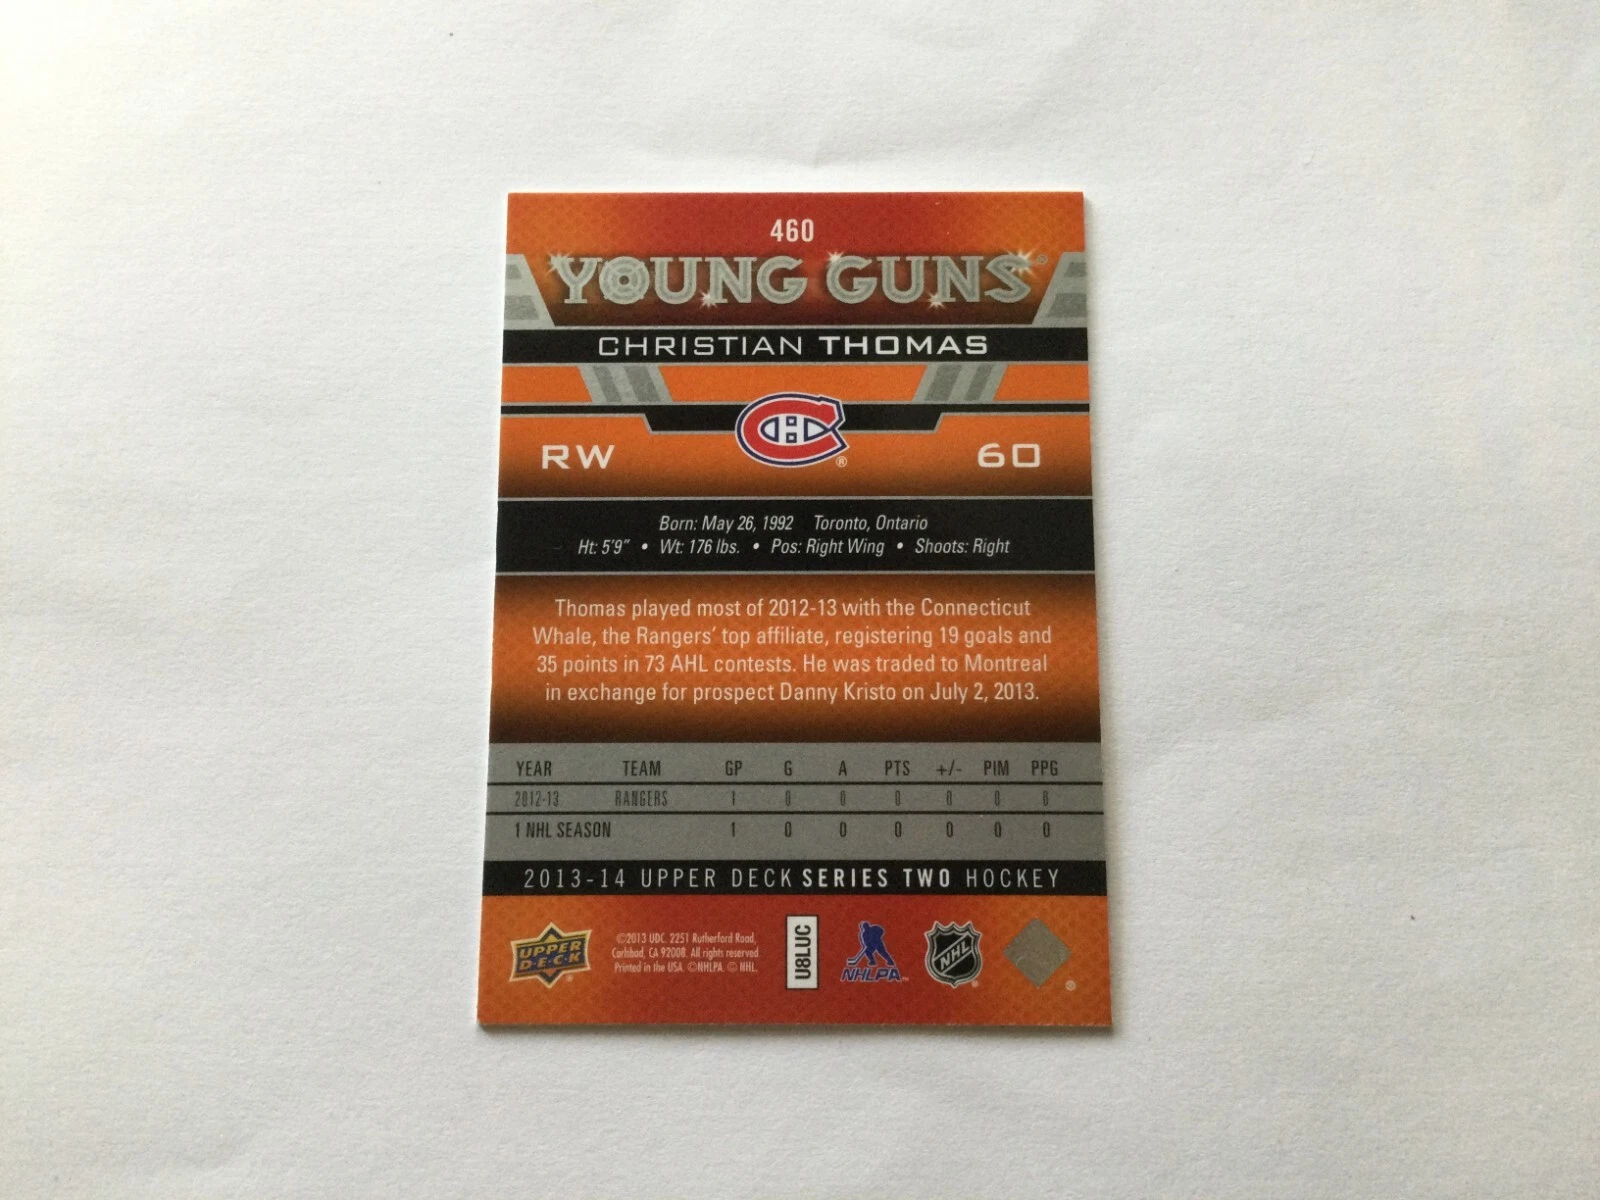 460
YOUNG GUNS®
CHRISTIAN THOMAS
RW
60
Born: May 26, 1992 Toronto, Ontario
Ht: 5'9" • Wt: 176 lbs. • Pos: Right Wing • Shoots: Right
Thomas played most of 2012-13 with the Connecticut
Whale, the Rangers' top affiliate, registering 19 goals and
35 points in 73 AHL contests. He was traded to Montreal
in exchange for prospect Danny Kristo on July 2, 2013.
YEAR TEAM GP G A PTS +/- PIM PPG
2012-13 RANGERS 1 0 0 0 0 0 0
1 NHL SEASON 1 0 0 0 0 0 0
2013-14 UPPER DECK SERIES TWO HOCKEY
UPPER DECK®
©2013 UDC. 2251 Rutherford Road,
Carlsbad, CA 92008. All rights reserved.
Printed in the USA. ©NHLPA. © NHL.
U8LUC
NHLPA™
NHL®
®